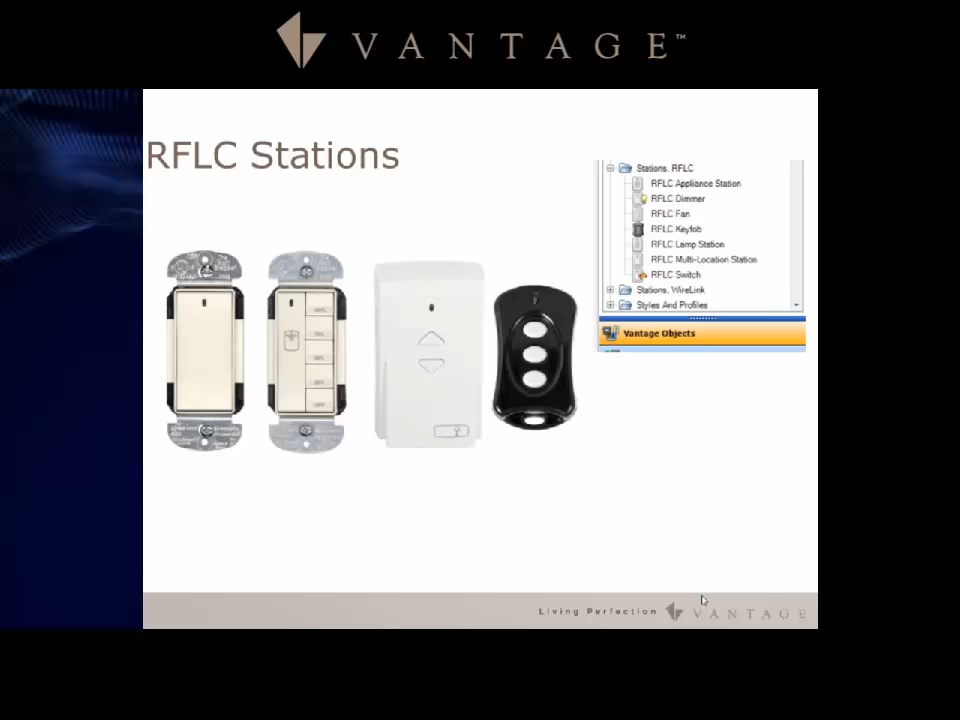 VANTAGE™
RFLC Stations
Stations, RFLC
RFLC Appliance Station
RFLC Dimmer
RFLC Fan
RFLC Keyfob
RFLC Lamp Station
RFLC Multi-Location Station
RFLC Switch
Stations, WireLink
Styles And Profiles
Vantage Objects
OFF
Living Perfection
VANTAGE